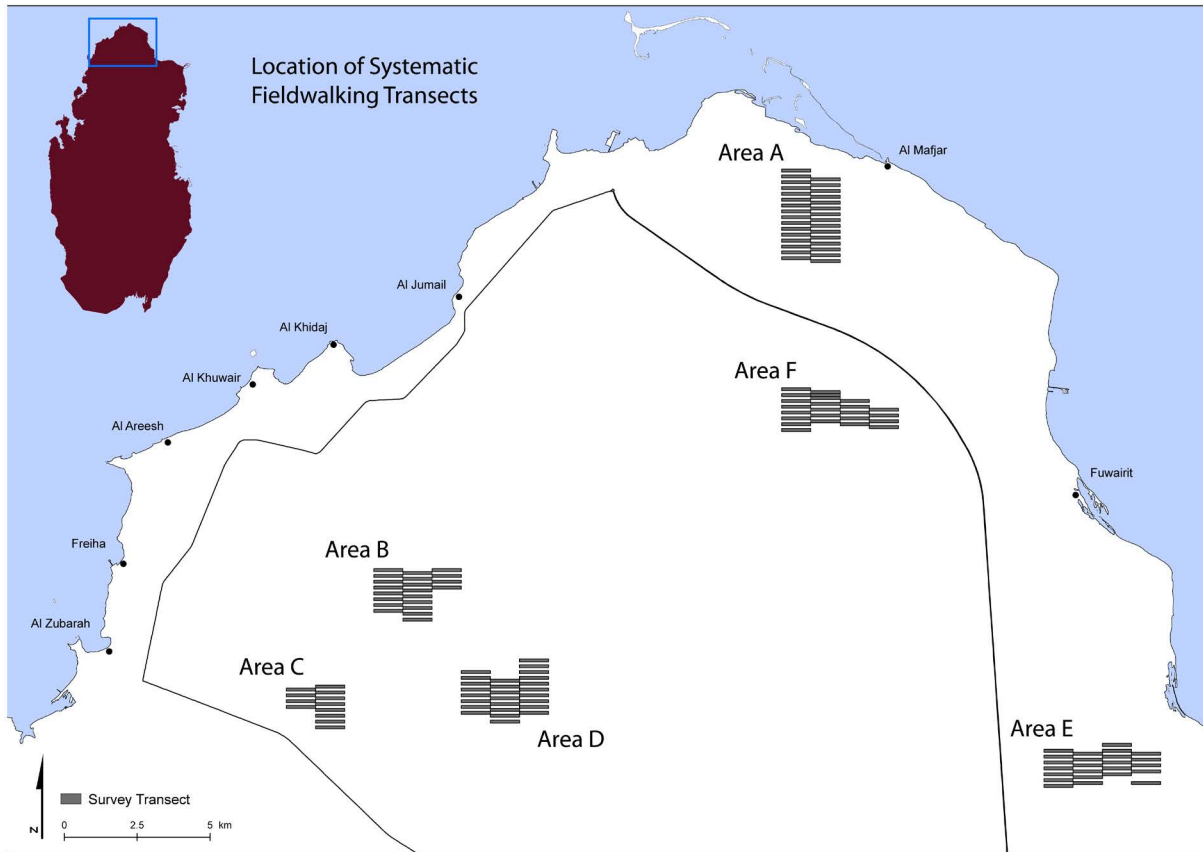 Location of Systematic
Fieldwalking Transects
Area A
Al Mafjar
Al Jumail
Al Khidaj
Area F
Al Khuwair
Al Areesh
Fuwairit
Area B
Freiha
Al Zubarah
Area C
Area D
Area E
Survey Transect
0 2.5 5 km
N